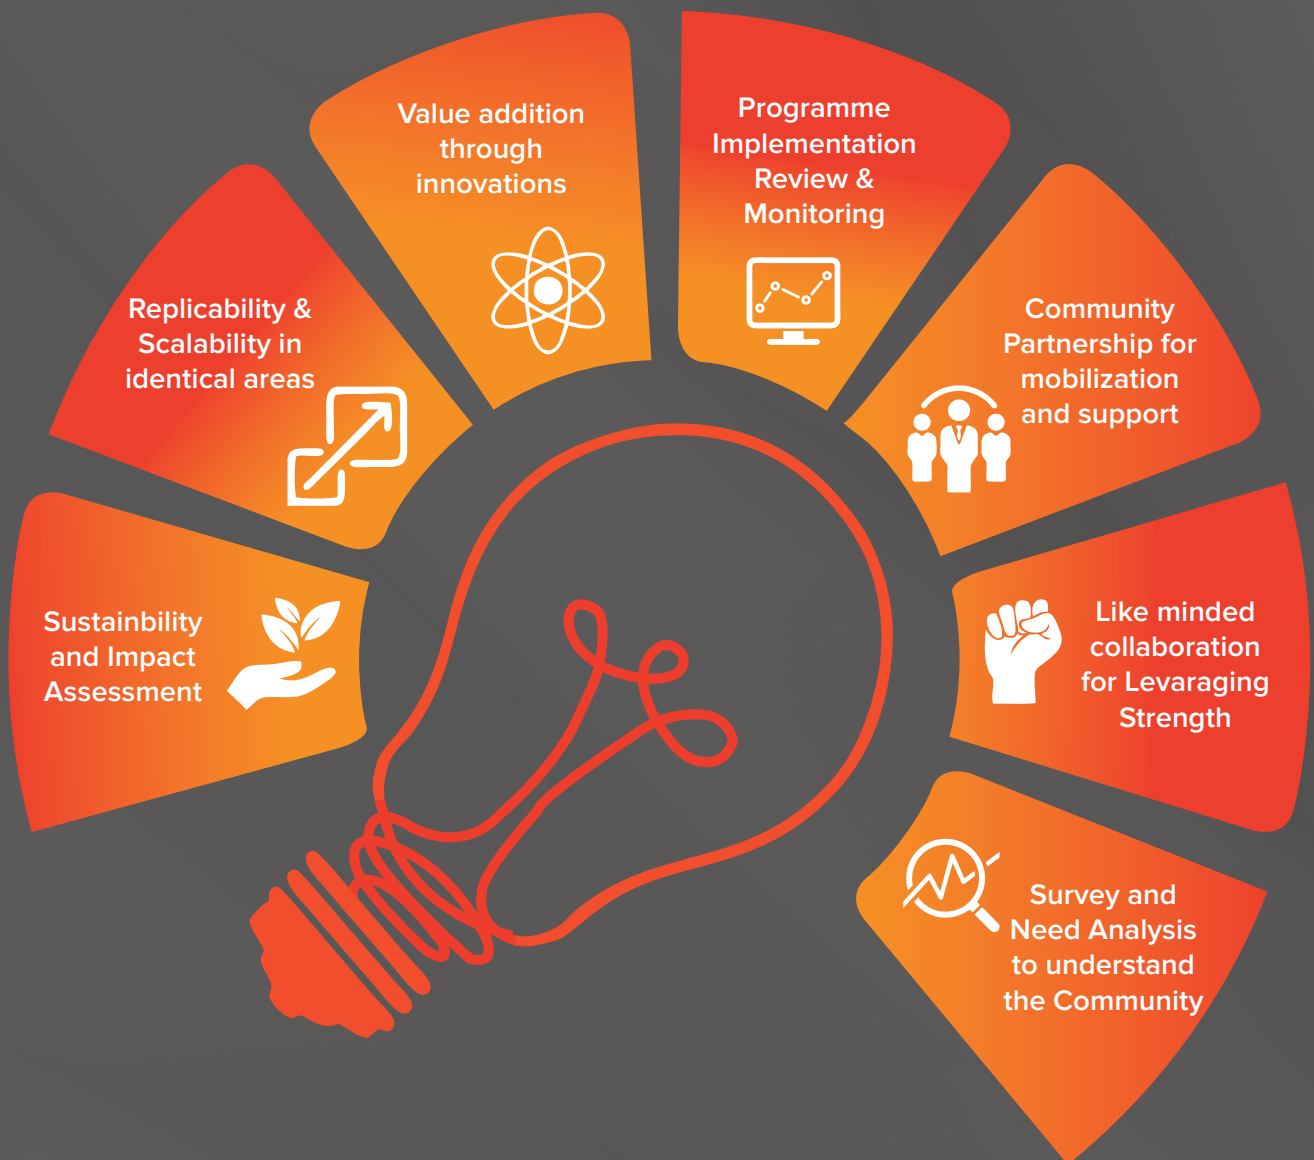 Value addition
through
innovations
Programme
Implementation
Review &
Monitoring
Replicability &
Scalability in
identical areas
Community
Partnership for
mobilization
and support
Sustainbility
and Impact
Assessment
Like minded
collaboration
for Levaraging
Strength
Survey and
Need Analysis
to understand
the Community